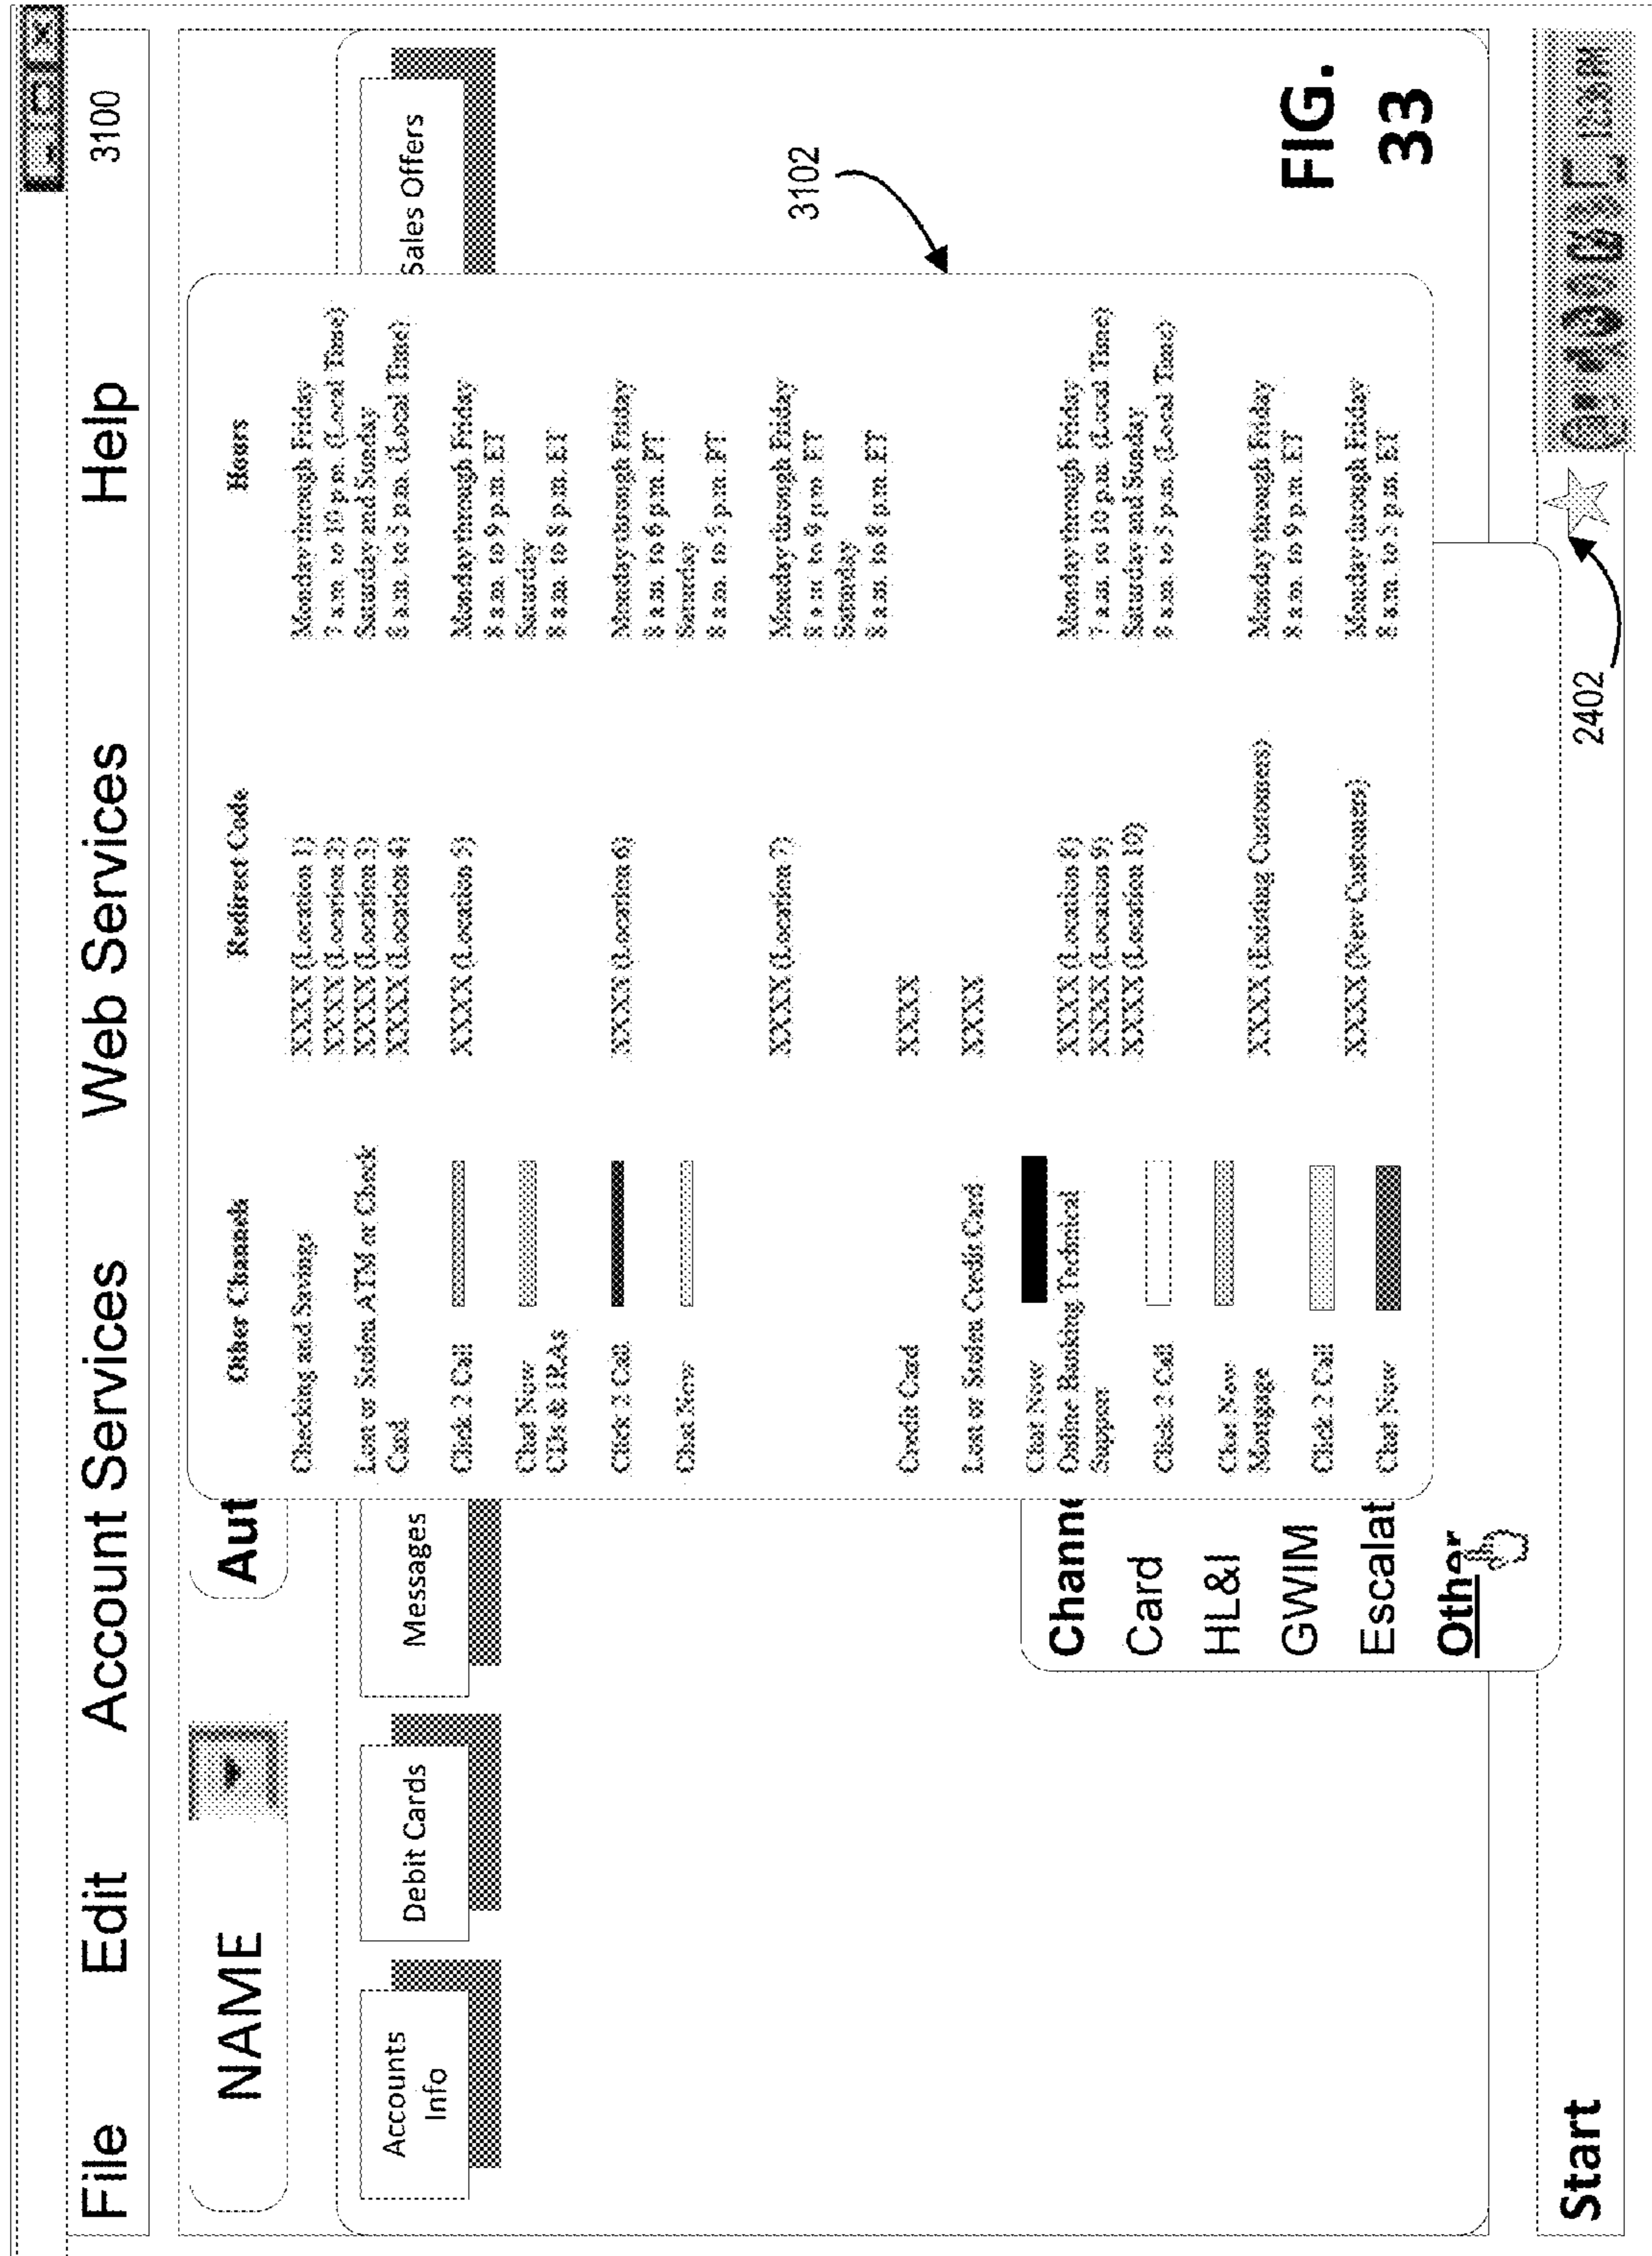 3100
File Edit Account Services Web Services Help
NAME
Aut
Accounts
Info
Debit Cards
Messages
Sales Offers
Other Channels Redirect Code Hours
Checking and Savings XXXX (Location 1) Monday through Friday
XXXX (Location 2) 7 a.m. to 10 p.m. (Local Time)
Lost or Stolen ATM or Check XXXX (Location 3) Saturday and Sunday
Card XXXX (Location 4) 8 a.m. to 5 p.m. (Local Time)
Click 2 Call XXXX (Location 5) Monday through Friday
8 a.m. to 9 p.m. ET
Chat Now Saturday
CDs & IRAs 8 a.m. to 8 p.m. ET
Click 2 Call XXXX (Location 6) Monday through Friday
8 a.m. to 6 p.m. PT
Chat Now Saturday
8 a.m. to 5 p.m. PT
XXXX (Location 7) Monday through Friday
8 a.m. to 9 p.m. ET
Saturday
8 a.m. to 8 p.m. ET
Credit Card XXXX
Lost or Stolen Credit Card XXXX
Chat Now
Online Banking Technical XXXX (Location 8) Monday through Friday
Support XXXX (Location 9) 7 a.m. to 10 p.m. (Local Time)
XXXX (Location 10) Saturday and Sunday
Click 2 Call 8 a.m. to 5 p.m. (Local Time)
Chat Now
Mortgage XXXX (Existing Customers) Monday through Friday
8 a.m. to 9 p.m. ET
Click 2 Call
XXXX (New Customers) Monday through Friday
Chat Now 8 a.m. to 5 p.m. ET
3102
Channe
Card
HL&I
GWIM
Escalat
Other
FIG.
33
2402
Start